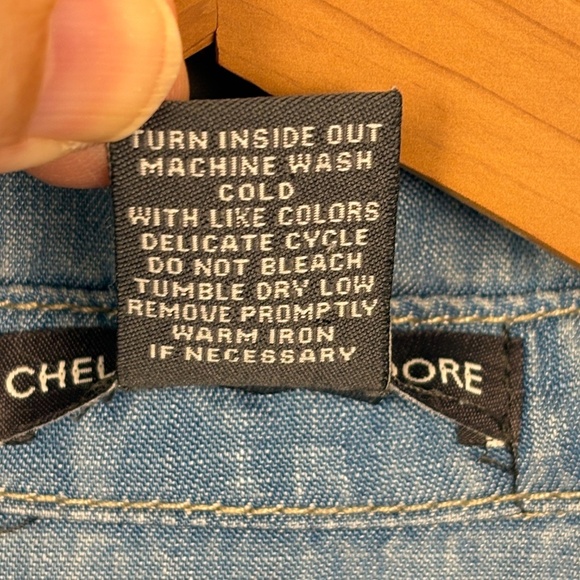 TURN INSIDE OUT
MACHINE WASH
COLD
WITH LIKE COLORS
DELICATE CYCLE
DO NOT BLEACH
TUMBLE DRY LOW
REMOVE PROMPTLY
WARM IRON
IF NECESSARY
CHEL DORE